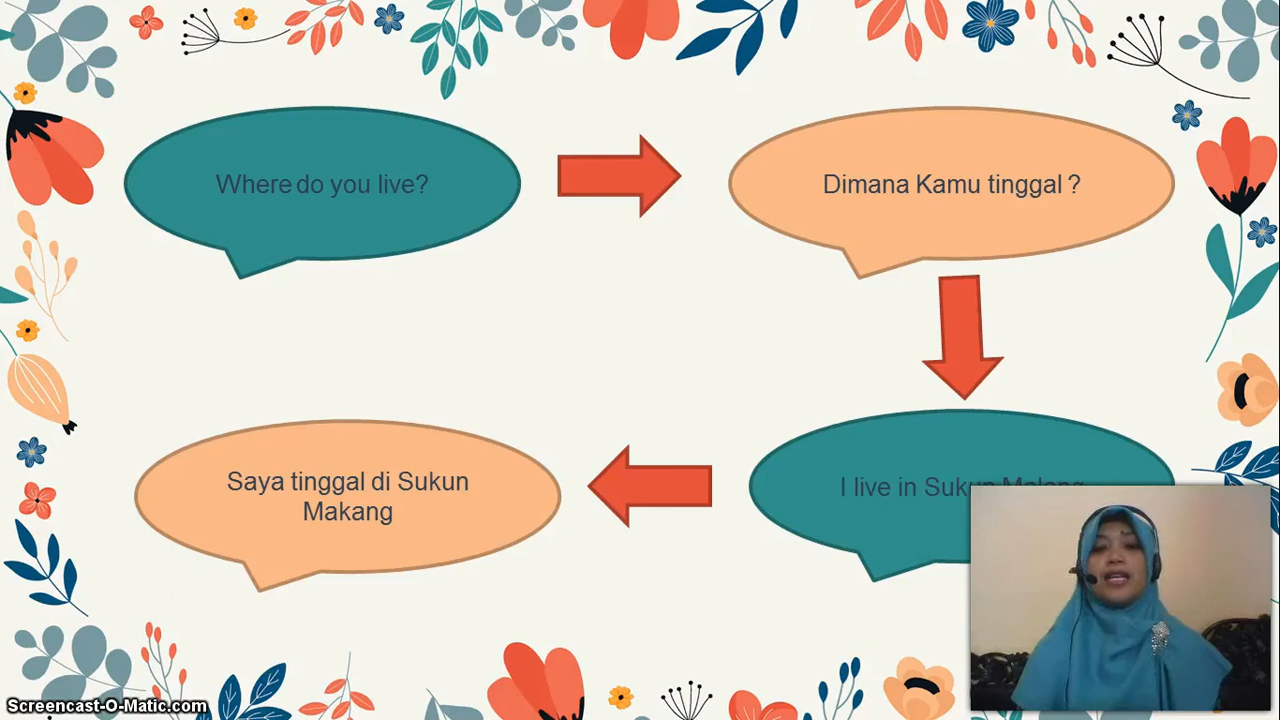 Where do you live?
Dimana Kamu tinggal ?
I live in Sukun Malang
Saya tinggal di Sukun
Makang
Screencast-O-Matic.com